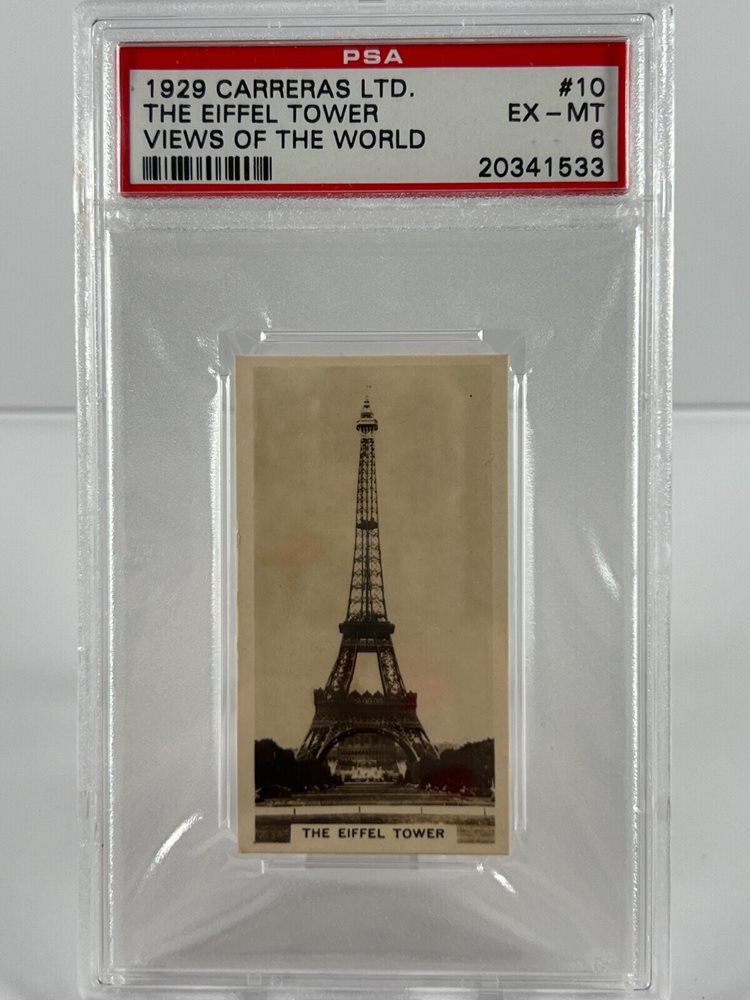 PSA
1929 CARRERAS LTD. #10
THE EIFFEL TOWER EX - MT
VIEWS OF THE WORLD 6
20341533
THE EIFFEL TOWER